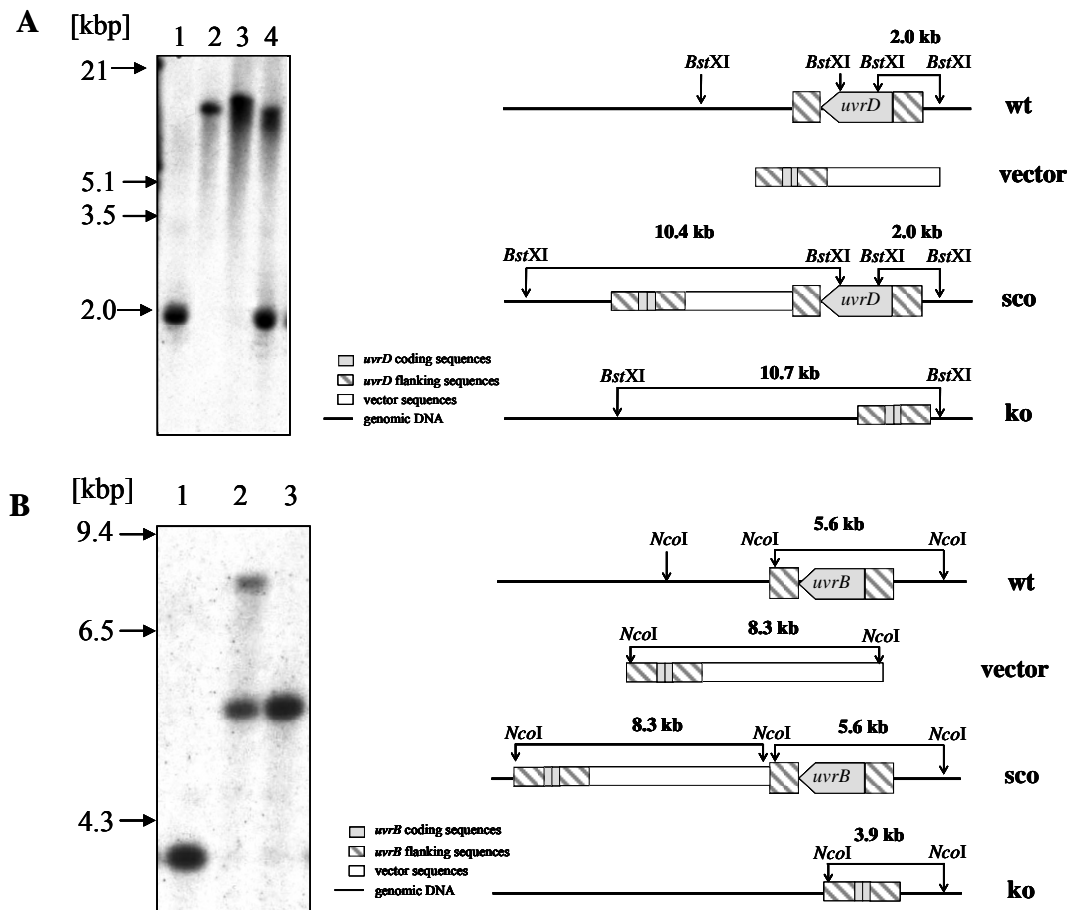 A
[kbp]
1 2 3 4
21
5.1
3.5
2.0
2.0 kb
BstXI BstXI BstXI BstXI
uvrD
wt
vector
10.4 kb 2.0 kb
BstXI BstXI BstXI BstXI
uvrD
sco
10.7 kb
BstXI BstXI
ko
uvrD coding sequences
uvrD flanking sequences
vector sequences
genomic DNA
B
[kbp]
1 2 3
9.4
6.5
4.3
5.6 kb
NcoI NcoI NcoI
uvrB
wt
8.3 kb
NcoI NcoI
vector
8.3 kb 5.6 kb
NcoI NcoI NcoI
uvrB
sco
3.9 kb
NcoI NcoI
ko
uvrB coding sequences
uvrB flanking sequences
vector sequences
genomic DNA